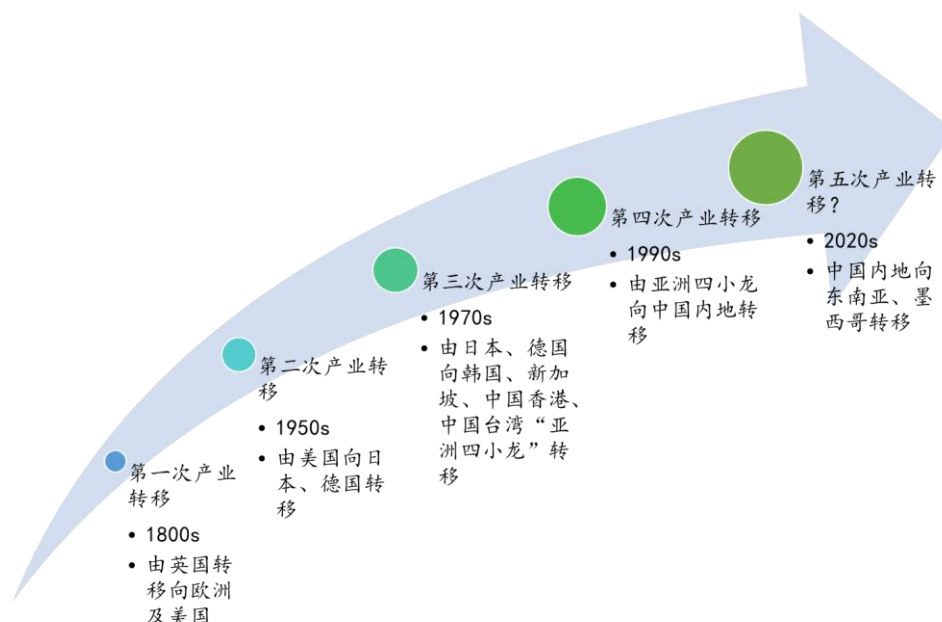 第一次产业
转移
• 1800s
• 由英国转
移向欧洲
及美国
第二次产业转
移
• 1950s
• 由美国向日
本、德国转
移
第三次产业转移
• 1970s
• 由日本、德国
向韩国、新加
坡、中国香港、
中国台湾“亚
洲四小龙”转
移
第四次产业转移
• 1990s
• 由亚洲四小龙
向中国内地转
移
第五次产业转
移?
• 2020s
• 中国内地向
东南亚、墨
西哥转移